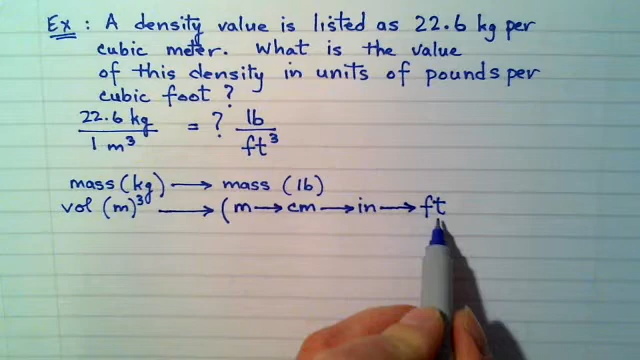 Ex : A density value is listed as 22.6 kg per
cubic meter. What is the value
of this density in units of pounds per
cubic foot ?
22.6 kg / 1 m³ = ? lb / ft³
mass (kg) → mass (lb)
vol (m)³ → (m → cm → in → ft